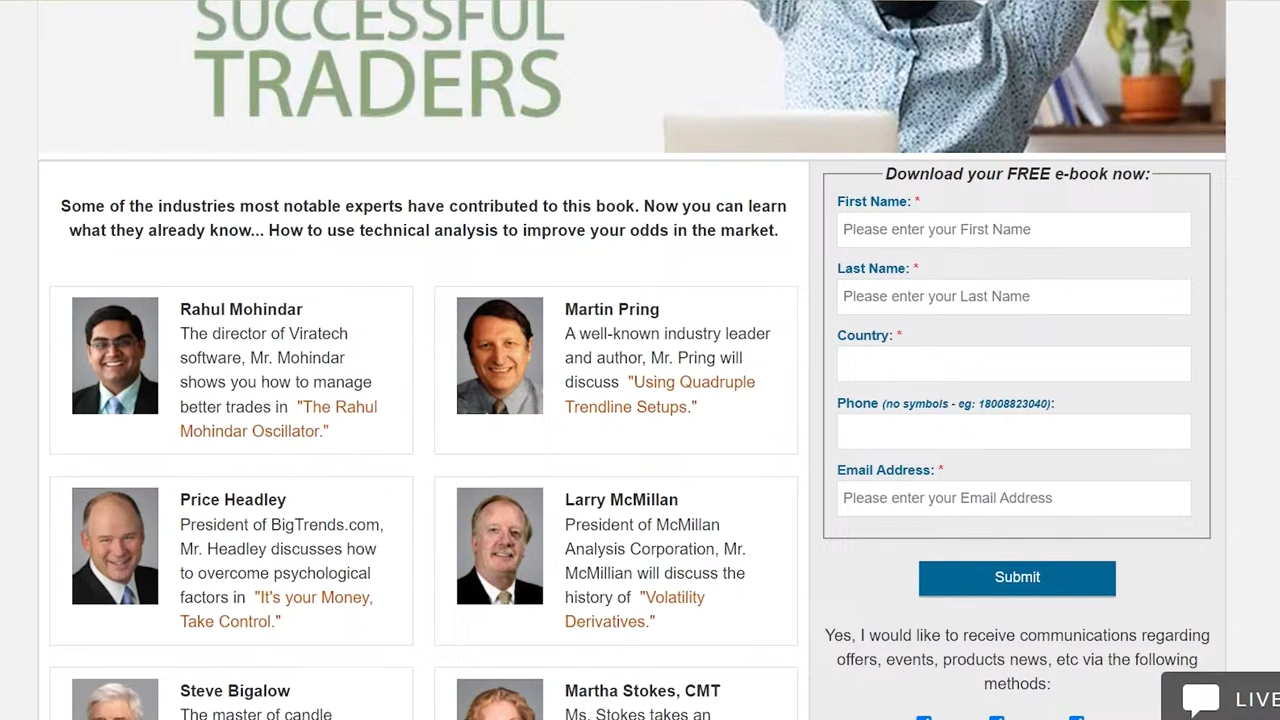 SUCCESSFUL
TRADERS
Some of the industries most notable experts have contributed to this book. Now you can learn
what they already know... How to use technical analysis to improve your odds in the market.
Rahul Mohindar
The director of Viratech
software, Mr. Mohindar
shows you how to manage
better trades in "The Rahul
Mohindar Oscillator."
Martin Pring
A well-known industry leader
and author, Mr. Pring will
discuss "Using Quadruple
Trendline Setups."
Price Headley
President of BigTrends.com,
Mr. Headley discusses how
to overcome psychological
factors in "It's your Money,
Take Control."
Larry McMillan
President of McMillan
Analysis Corporation, Mr.
McMillian will discuss the
history of "Volatility
Derivatives."
Steve Bigalow
The master of candle
Martha Stokes, CMT
Ms. Stokes takes an
Download your FREE e-book now:
First Name: *
Please enter your First Name
Last Name: *
Please enter your Last Name
Country: *
Phone (no symbols - eg: 18008823040):
Email Address: *
Please enter your Email Address
Submit
Yes, I would like to receive communications regarding
offers, events, products news, etc via the following
methods:
LIVE